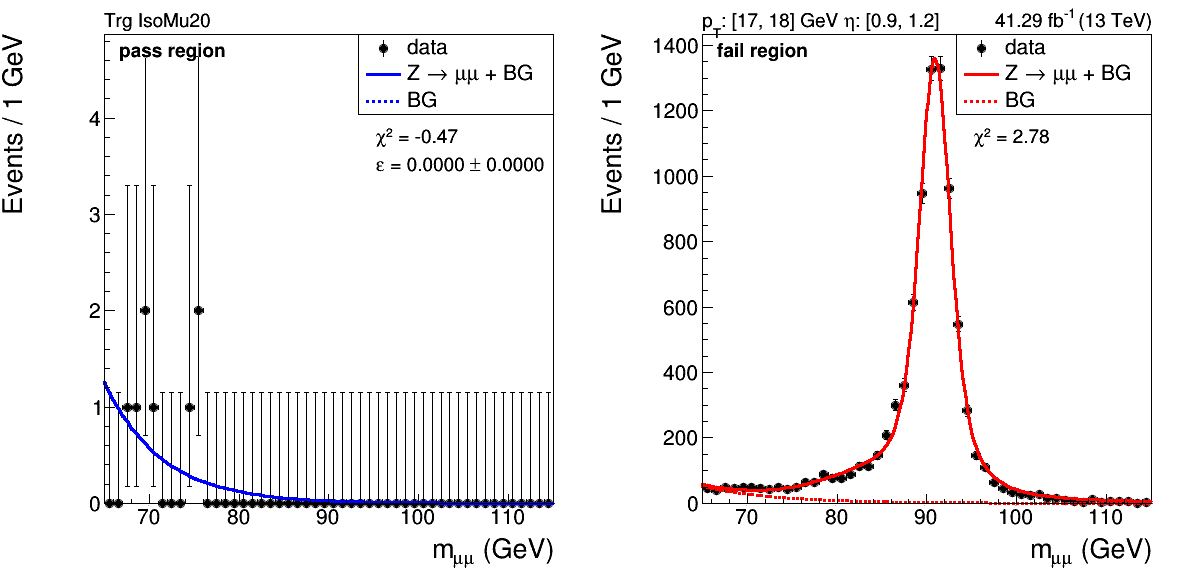 Trg IsoMu20
pass region
data
Z → μμ + BG
BG
χ² = -0.47
ε = 0.0000 ± 0.0000
Events / 1 GeV
4
3
2
1
0
70 80 90 100 110
mμμ (GeV)
pT: [17, 18] GeV η: [0.9, 1.2] 41.29 fb⁻¹ (13 TeV)
fail region
data
Z → μμ + BG
BG
χ² = 2.78
Events / 1 GeV
1400
1200
1000
800
600
400
200
0
70 80 90 100 110
mμμ (GeV)